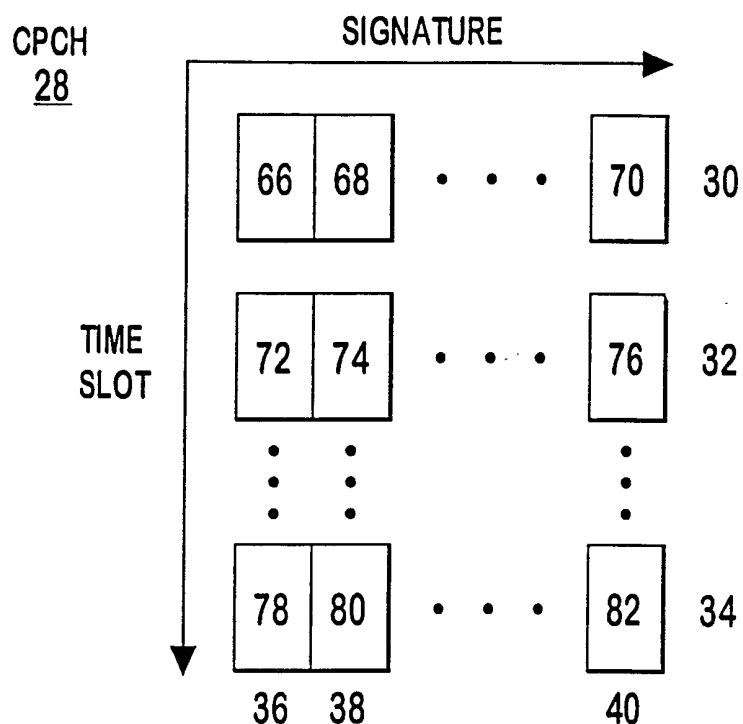 CPCH
28
SIGNATURE
66 68 • • • 70 30
TIME
SLOT
72 74 • • • 76 32
78 80 • • • 82 34
36 38 40